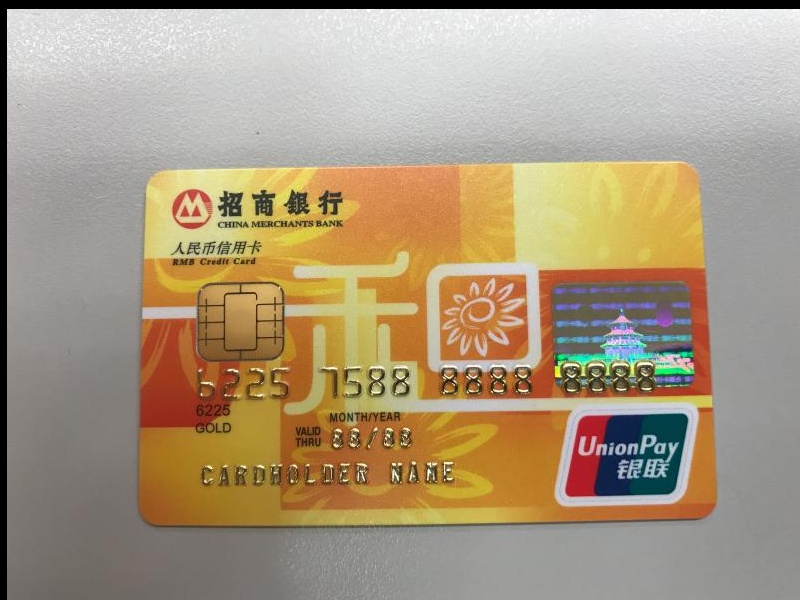 招商銀行
CHINA MERCHANTS BANK
人民币信用卡
RMB Credit Card
6225 7588 8888 8888
6225
GOLD
MONTH/YEAR
VALID THRU 88/88
CARDHOLDER NAME
UnionPay
银联